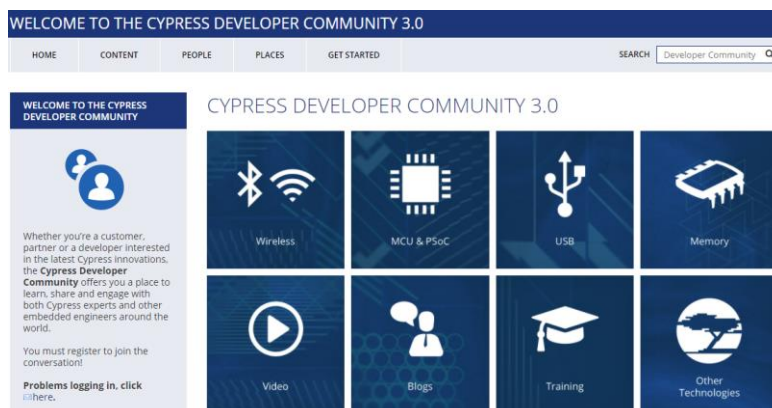 WELCOME TO THE CYPRESS DEVELOPER COMMUNITY 3.0
HOME CONTENT PEOPLE PLACES GET STARTED SEARCH Developer Community
WELCOME TO THE CYPRESS
DEVELOPER COMMUNITY
CYPRESS DEVELOPER COMMUNITY 3.0
Whether you're a customer,
partner or a developer interested
in the latest Cypress innovations,
the Cypress Developer
Community offers you a place to
learn, share and engage with
both Cypress experts and other
embedded engineers around the
world.
You must register to join the
conversation!
Problems logging in, click
here.
Wireless
MCU & PSoC
USB
Memory
Video
Blogs
Training
Other
Technologies